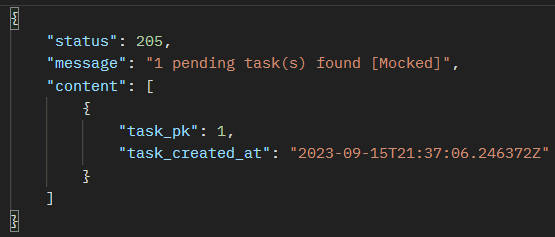 {
    "status": 205,
    "message": "1 pending task(s) found [Mocked]",
    "content": [
        {
            "task_pk": 1,
            "task_created_at": "2023-09-15T21:37:06.246372Z"
        }
    ]
}